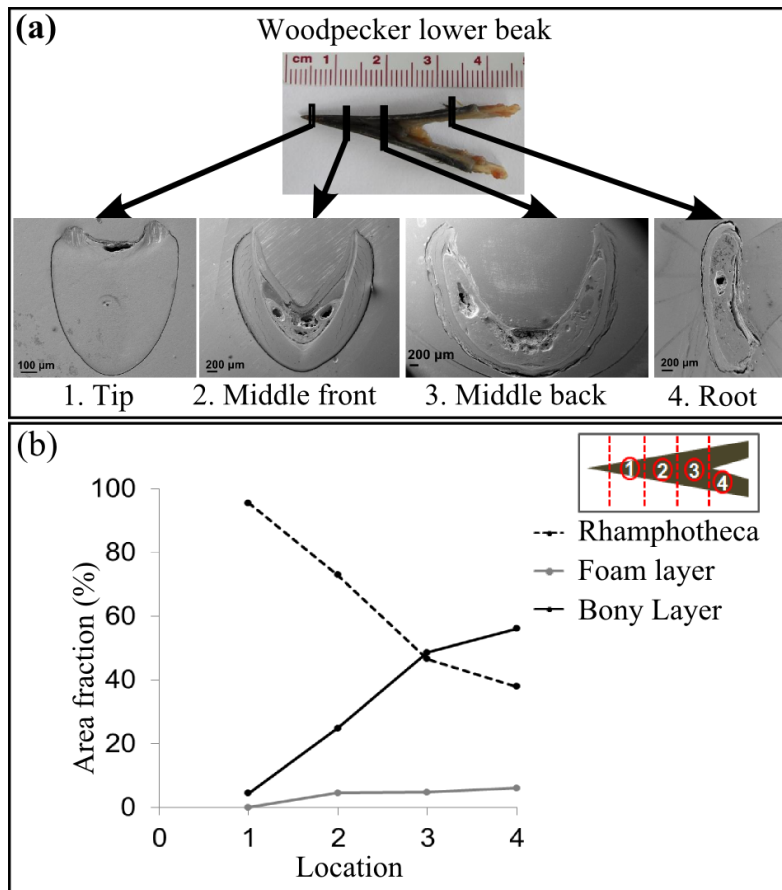 (a)
Woodpecker lower beak
cm 1 2 3 4
100 µm
200 µm
200 µm
200 µm
1. Tip 2. Middle front 3. Middle back 4. Root
(b)
1 2 3 4
Rhamphotheca
Foam layer
Bony Layer
Area fraction (%)
100
80
60
40
20
0
0 1 2 3 4
Location